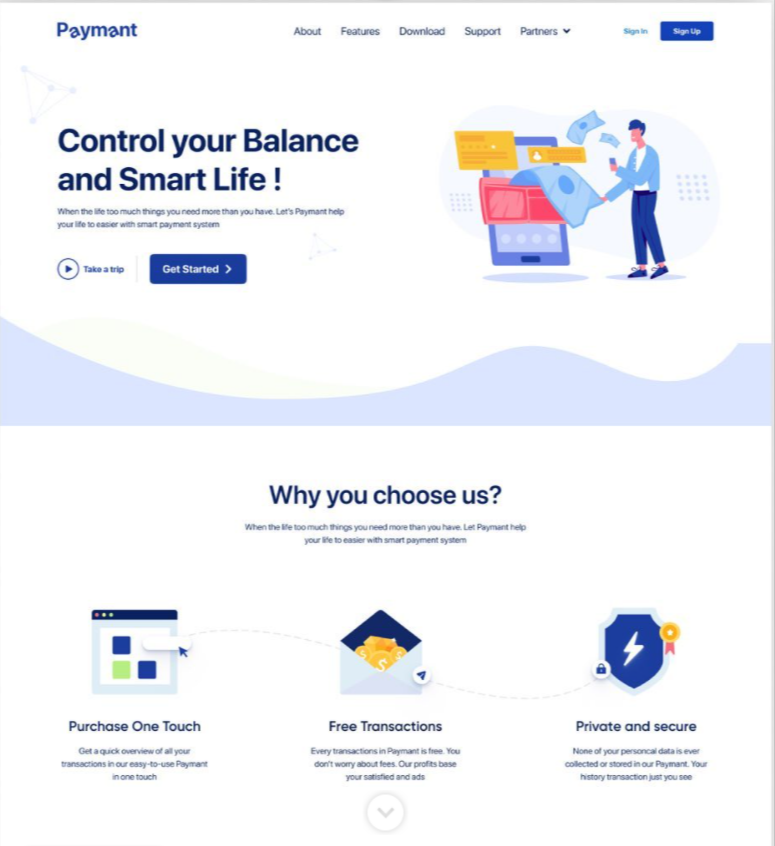 Paymant
About Features Download Support Partners Sign In Sign Up
Control your Balance
and Smart Life !
When the life too much things you need more than you have. Let's Paymant help
your life to easier with smart payment system
Take a trip Get Started
Why you choose us?
When the life too much things you need more than you have. Let Paymant help
your life to easier with smart payment system
Purchase One Touch
Get a quick overview of all your
transactions in our easy-to-use Paymant
in one touch
Free Transactions
Every transactions in Paymant is free. You
don't worry about fees. Our profits base
your satisfied and ads
Private and secure
None of your personcal data is ever
collected or stored in our Paymant. Your
history transaction just you see